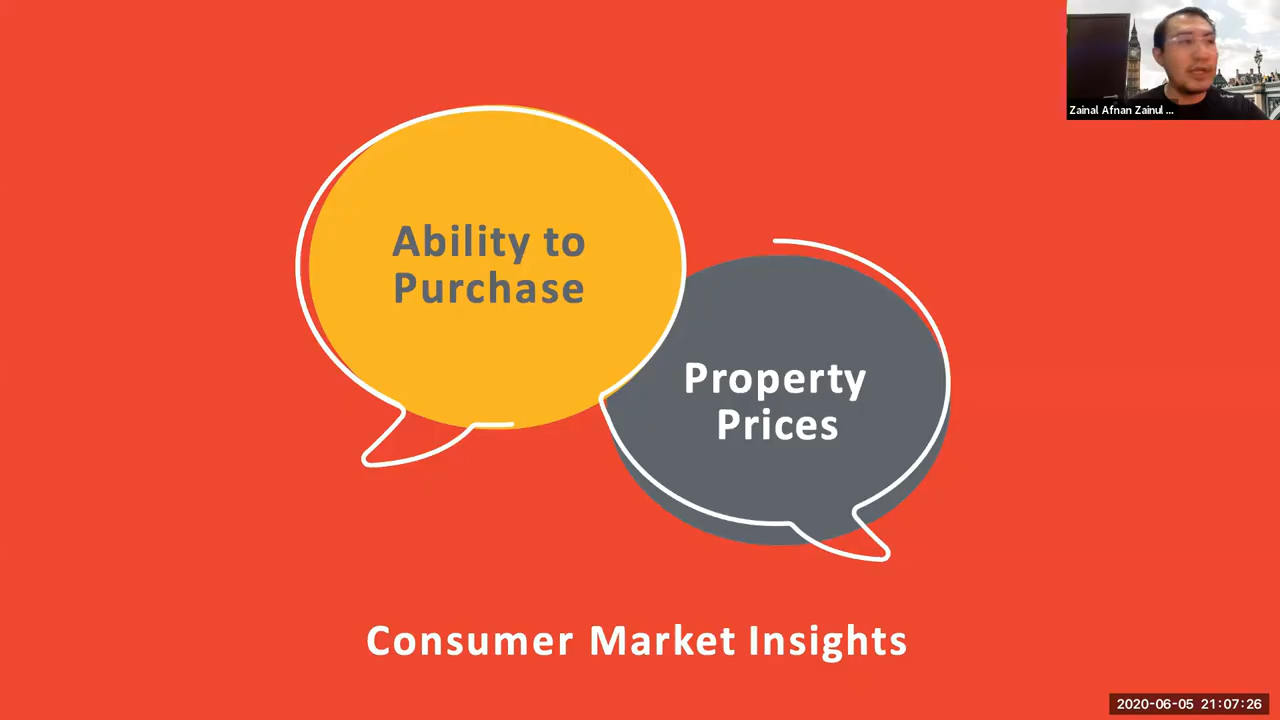 Zainal Afnan Zainul ...
Ability to
Purchase
Property
Prices
Consumer Market Insights
2020-06-05 21:07:26